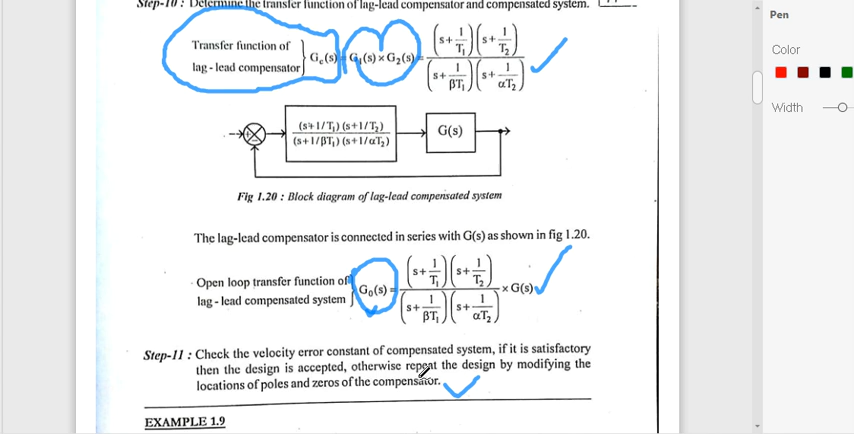 Step-10 : Determine the transfer function of lag-lead compensator and compensated system.
Transfer function of
lag - lead compensator } G_c(s) = G_1(s) × G_2(s) = (s + 1/T_1) (s + 1/T_2) / (s + 1/βT_1) (s + 1/αT_2)
(s+1/T_1) (s+1/T_2)
(s+1/βT_1) (s+1/αT_2)
G(s)
Fig 1.20 : Block diagram of lag-lead compensated system
The lag-lead compensator is connected in series with G(s) as shown in fig 1.20.
Open loop transfer function of
lag - lead compensated system } G_0(s) = (s + 1/T_1) (s + 1/T_2) / (s + 1/βT_1) (s + 1/αT_2) × G(s)
Step-11 : Check the velocity error constant of compensated system, if it is satisfactory
then the design is accepted, otherwise repeat the design by modifying the
locations of poles and zeros of the compensator.
EXAMPLE 1.9
Pen
Color
Width